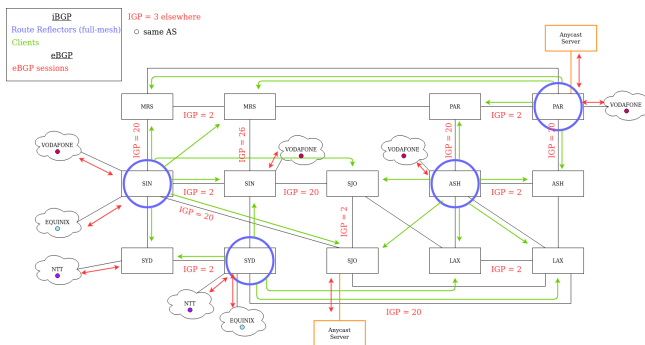 iBGP
Route Reflectors (full-mesh)
Clients
eBGP
eBGP sessions
IGP = 3 elsewhere
same AS
Anycast
Server
MRS
MRS
PAR
PAR
VODAFONE
IGP = 2
IGP = 2
IGP = 20
IGP = 26
IGP = 20
IGP = 20
VODAFONE
VODAFONE
VODAFONE
SIN
SIN
SJO
ASH
ASH
IGP = 2
IGP = 20
IGP = 2
IGP = 20
IGP = 2
EQUINIX
SYD
SYD
SJO
LAX
LAX
NTT
IGP = 2
IGP = 2
NTT
EQUINIX
IGP = 20
Anycast
Server